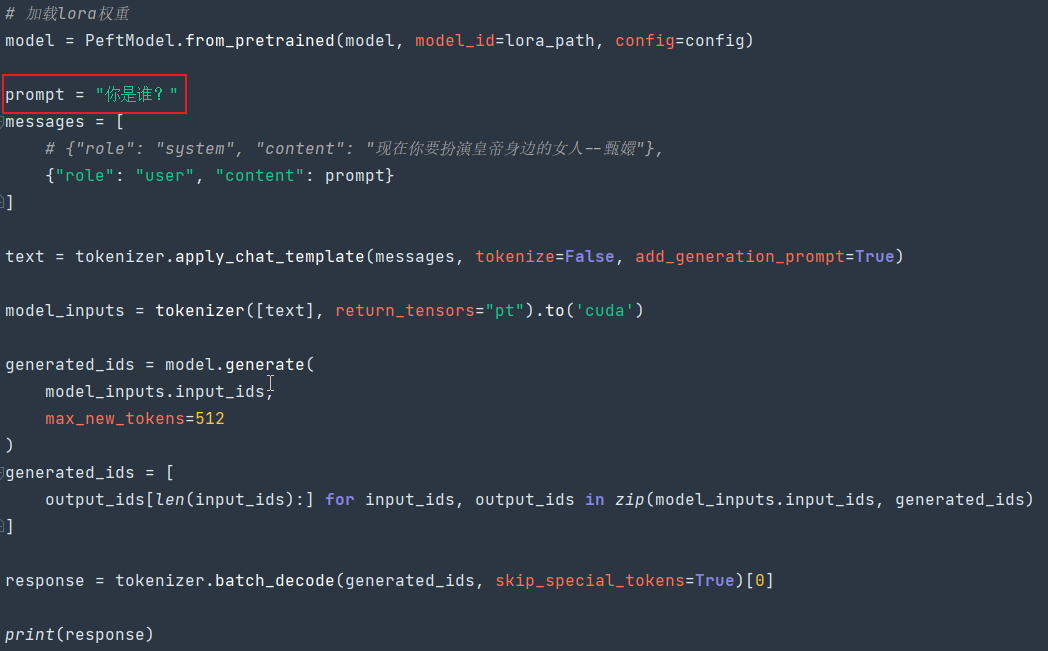 # 加载lora权重
model = PeftModel.from_pretrained(model, model_id=lora_path, config=config)
prompt = "你是谁？"
messages = [
    # {"role": "system", "content": "现在你要扮演皇帝身边的女人--甄嬛"},
    {"role": "user", "content": prompt}
]
text = tokenizer.apply_chat_template(messages, tokenize=False, add_generation_prompt=True)
model_inputs = tokenizer([text], return_tensors="pt").to('cuda')
generated_ids = model.generate(
    model_inputs.input_ids,
    max_new_tokens=512
)
generated_ids = [
    output_ids[len(input_ids):] for input_ids, output_ids in zip(model_inputs.input_ids, generated_ids)
]
response = tokenizer.batch_decode(generated_ids, skip_special_tokens=True)[0]
print(response)